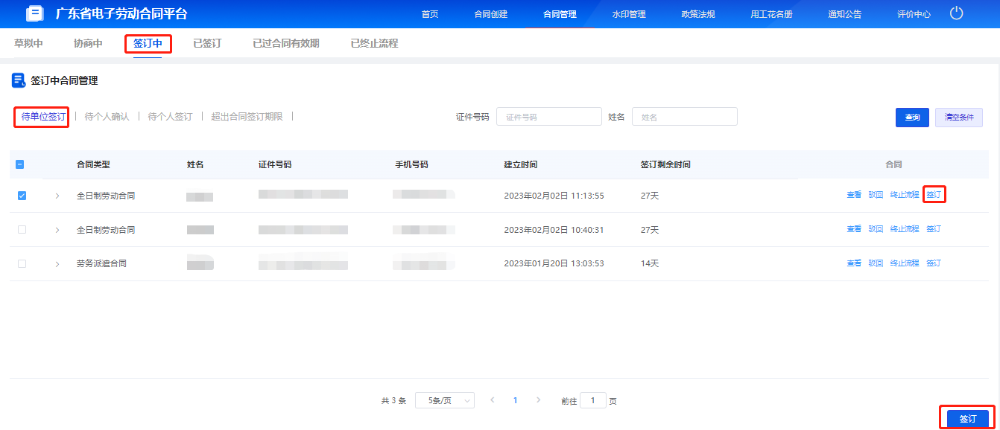 广东省电子劳动合同平台 首页 合同创建 合同管理 水印管理 政策法规 用工花名册 通知公告 评价中心
草拟中 协商中 签订中 已签订 已过合同有效期 已终止流程
签订中合同管理
待单位签订 待个人确认 待个人签订 超出合同签订期限 证件号码 证件号码 姓名 姓名 查询 清空条件
合同类型 姓名 证件号码 手机号码 建立时间 签订剩余时间 合同
全日制劳动合同 2023年02月02日 11:13:55 27天 查看 驳回 终止流程 签订
全日制劳动合同 2023年02月02日 10:40:31 27天 查看 驳回 终止流程 签订
劳务派遣合同 2023年01月20日 13:03:53 14天 查看 驳回 终止流程 签订
共 3 条 5条/页 1 前往 1 页
签订